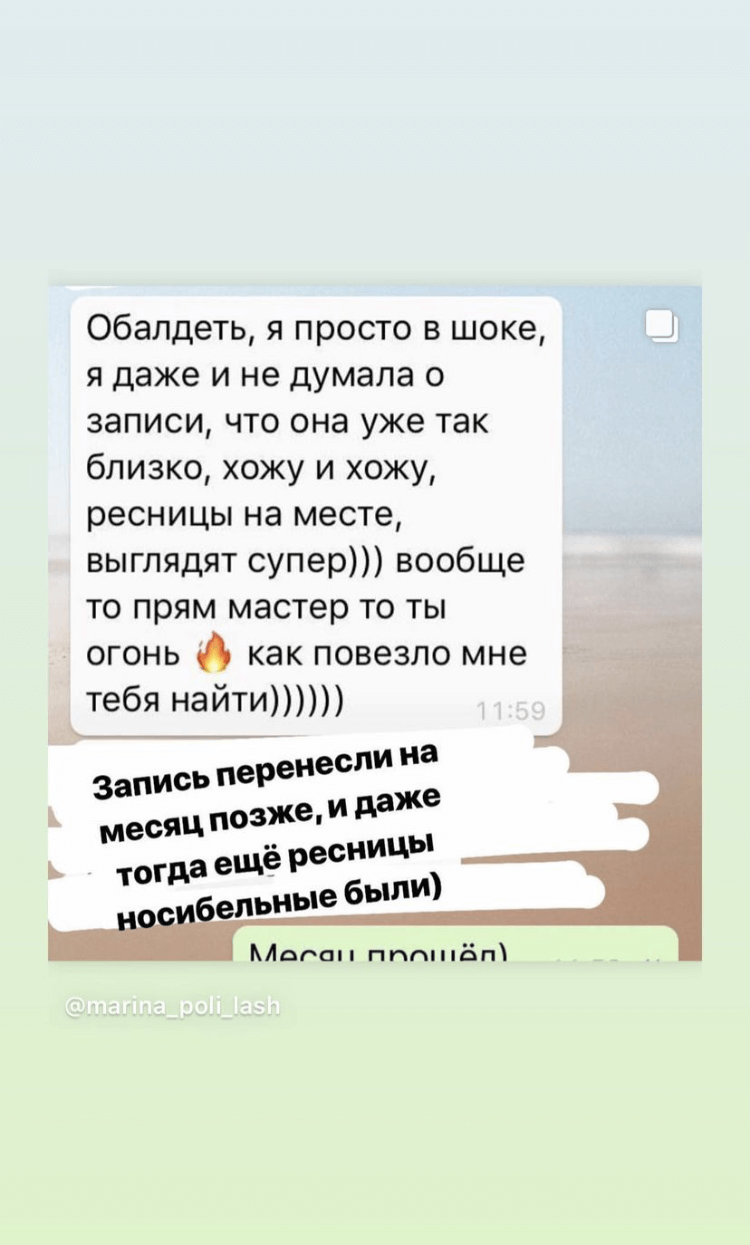 Обалдеть, я просто в шоке,
я даже и не думала о
записи, что она уже так
близко, хожу и хожу,
ресницы на месте,
выглядят супер))) вообще
то прям мастер то ты
огонь 🔥 как повезло мне
тебя найти))))))
11:59
Запись перенесли на
месяц позже, и даже
тогда ещё ресницы
носибельные были)
Месяц прошёл)
@marina_poli_lash